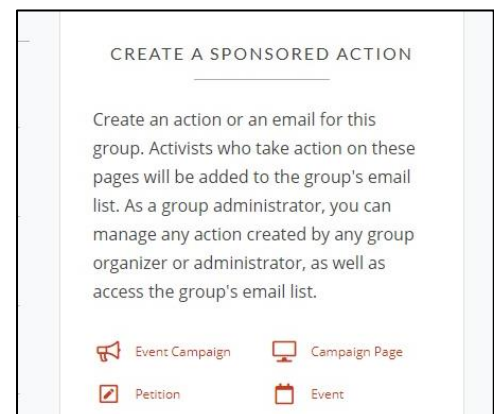 CREATE A SPONSORED ACTION
Create an action or an email for this
group. Activists who take action on these
pages will be added to the group's email
list. As a group administrator, you can
manage any action created by any group
organizer or administrator, as well as
access the group's email list.
Event Campaign Campaign Page
Petition Event